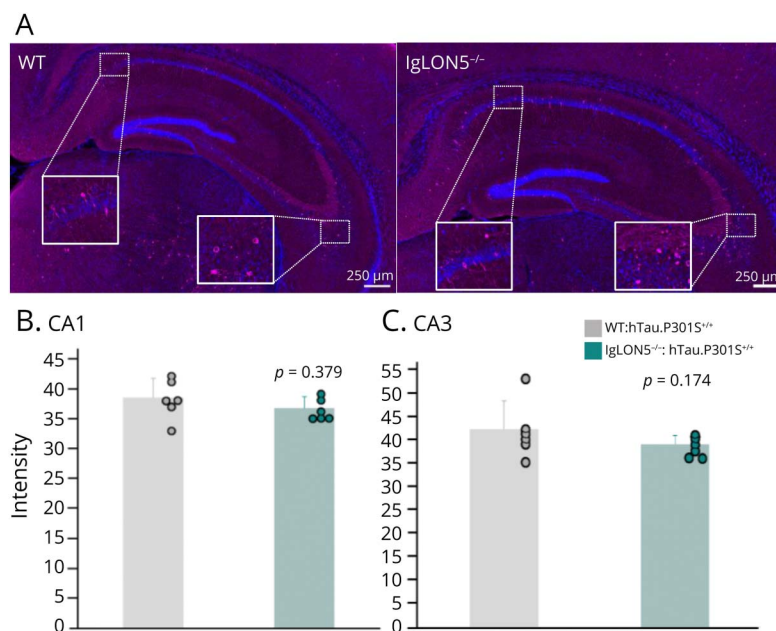 A
WT
IgLON5⁻/⁻
250 µm
250 µm
B. CA1
C. CA3
WT:hTau.P301S⁺/⁺
IgLON5⁻/⁻: hTau.P301S⁺/⁺
Intensity
45
40
35
30
25
20
15
10
5
0
p = 0.379
55
50
45
40
35
30
25
20
15
10
5
0
p = 0.174